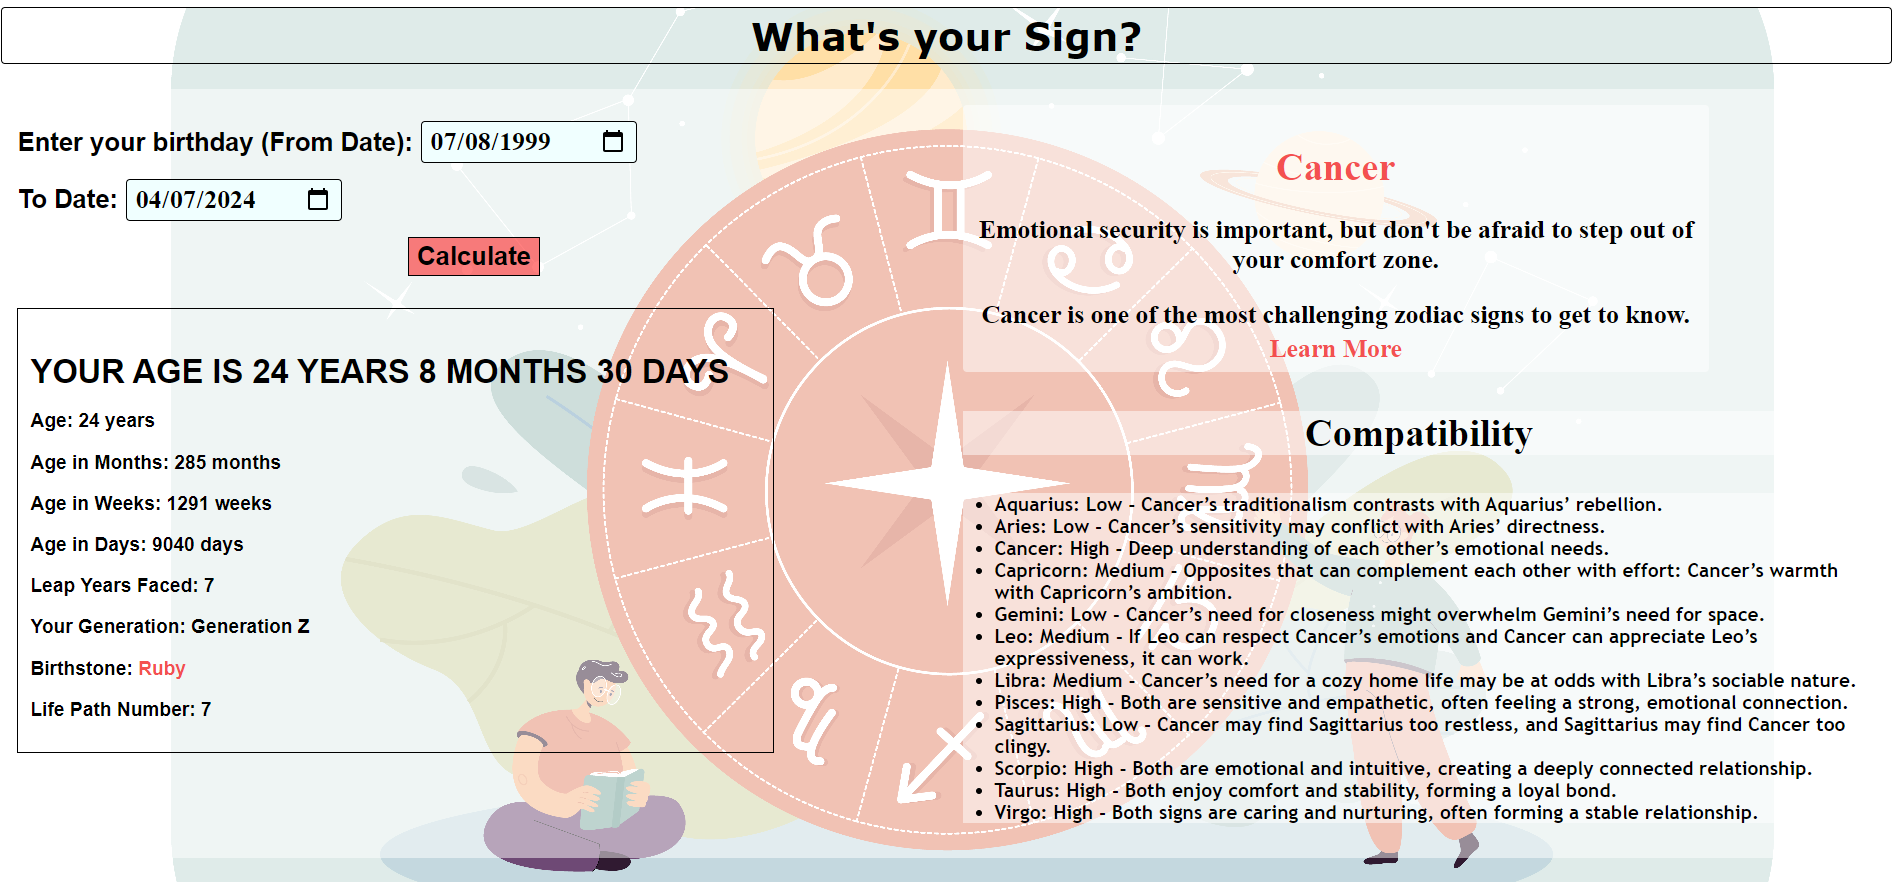 What's your Sign?
Enter your birthday (From Date): 07/08/1999
To Date: 04/07/2024
Calculate
YOUR AGE IS 24 YEARS 8 MONTHS 30 DAYS
Age: 24 years
Age in Months: 285 months
Age in Weeks: 1291 weeks
Age in Days: 9040 days
Leap Years Faced: 7
Your Generation: Generation Z
Birthstone: Ruby
Life Path Number: 7
Cancer
Emotional security is important, but don't be afraid to step out of
your comfort zone.
Cancer is one of the most challenging zodiac signs to get to know.
Learn More
Compatibility
• Aquarius: Low - Cancer’s traditionalism contrasts with Aquarius’ rebellion.
• Aries: Low - Cancer’s sensitivity may conflict with Aries’ directness.
• Cancer: High - Deep understanding of each other’s emotional needs.
• Capricorn: Medium - Opposites that can complement each other with effort: Cancer’s warmth
with Capricorn’s ambition.
• Gemini: Low - Cancer’s need for closeness might overwhelm Gemini’s need for space.
• Leo: Medium - If Leo can respect Cancer’s emotions and Cancer can appreciate Leo’s
expressiveness, it can work.
• Libra: Medium - Cancer’s need for a cozy home life may be at odds with Libra’s sociable nature.
• Pisces: High - Both are sensitive and empathetic, often feeling a strong, emotional connection.
• Sagittarius: Low - Cancer may find Sagittarius too restless, and Sagittarius may find Cancer too
clingy.
• Scorpio: High - Both are emotional and intuitive, creating a deeply connected relationship.
• Taurus: High - Both enjoy comfort and stability, forming a loyal bond.
• Virgo: High - Both signs are caring and nurturing, often forming a stable relationship.